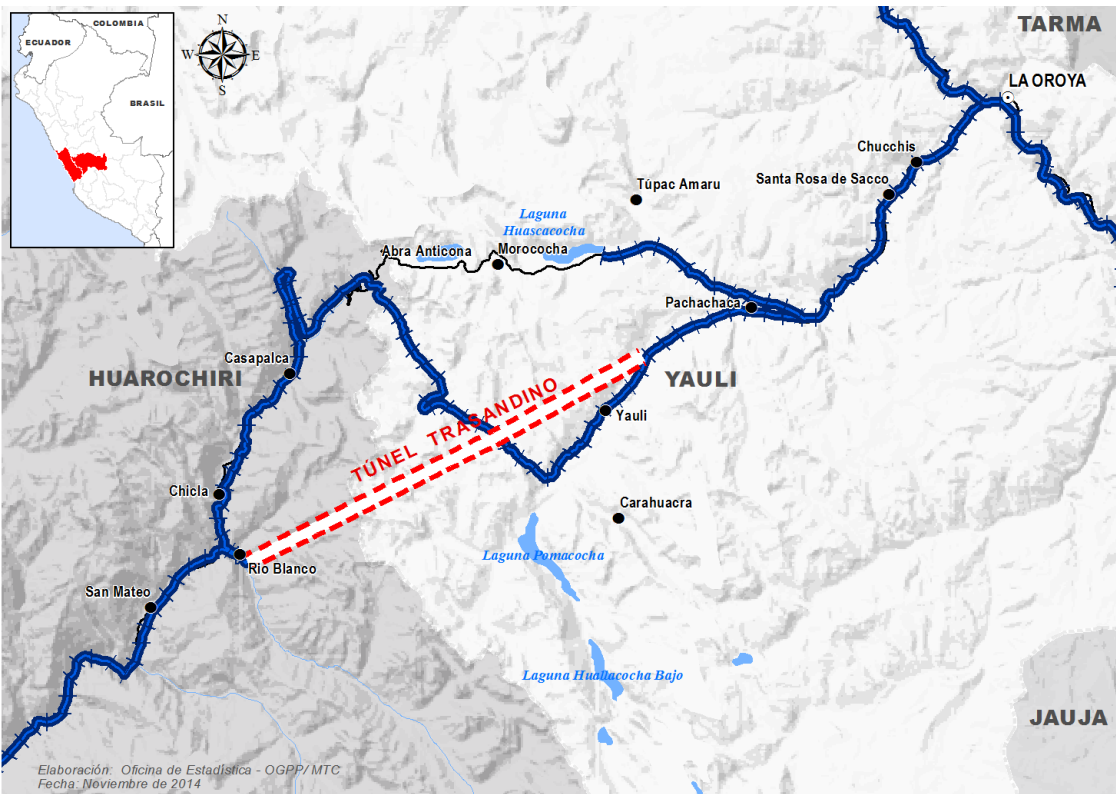 COLOMBIA
ECUADOR
BRASIL
N
W
E
S
TARMA
LA OROYA
Chucchis
Santa Rosa de Sacco
Túpac Amaru
Laguna
Huascacocha
Abra Anticona
Morococha
Pachachaca
Casapalca
HUAROCHIRI
YAULI
TÚNEL TRASANDINO
Yauli
Chicla
Carahuacra
Laguna Pomacocha
Rio Blanco
San Mateo
Laguna Huallacocha Bajo
JAUJA
Elaboración: Oficina de Estadística - OGPP/ MTC
Fecha: Noviembre de 2014